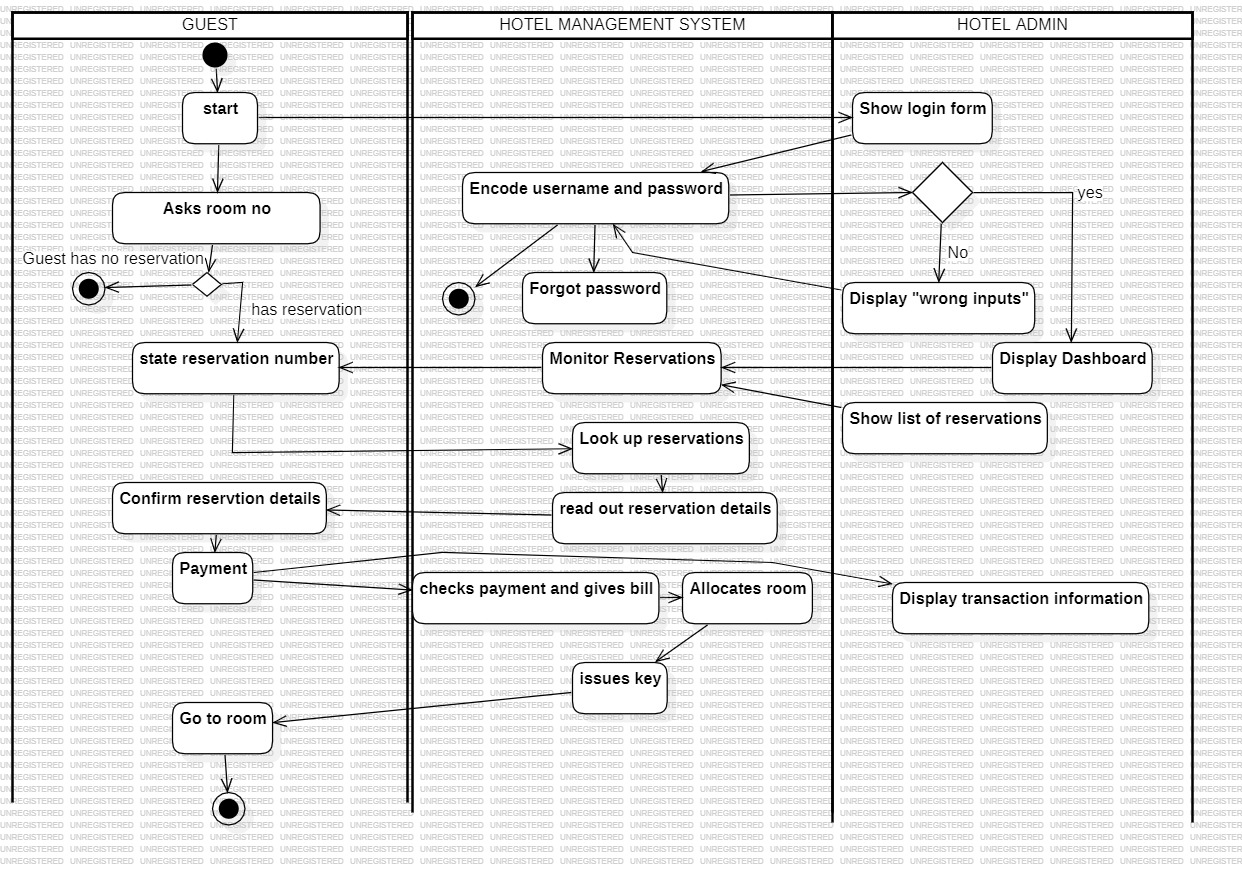 GUEST
HOTEL MANAGEMENT SYSTEM
HOTEL ADMIN
start
Show login form
Encode username and password
yes
Asks room no
Guest has no reservation
No
Forgot password
Display "wrong inputs"
has reservation
state reservation number
Monitor Reservations
Display Dashboard
Show list of reservations
Look up reservations
Confirm reservtion details
read out reservation details
Payment
checks payment and gives bill
Allocates room
Display transaction information
issues key
Go to room
UNREGISTERED